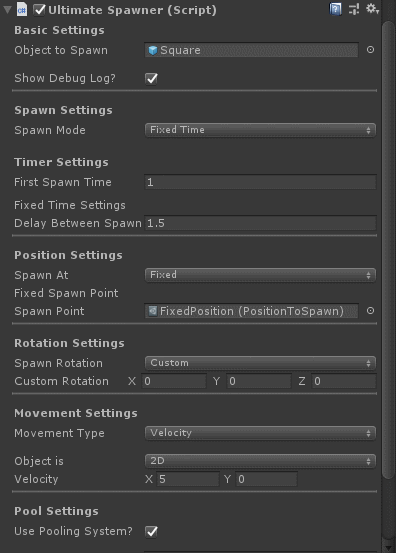 Ultimate Spawner (Script)
Basic Settings
Object to Spawn Square
Show Debug Log?
Spawn Settings
Spawn Mode Fixed Time
Timer Settings
First Spawn Time 1
Fixed Time Settings
Delay Between Spawn 1.5
Position Settings
Spawn At Fixed
Fixed Spawn Point
Spawn Point FixedPosition (PositionToSpawn)
Rotation Settings
Spawn Rotation Custom
Custom Rotation X 0 Y 0 Z 0
Movement Settings
Movement Type Velocity
Object is 2D
Velocity X 5 Y 0
Pool Settings
Use Pooling System?